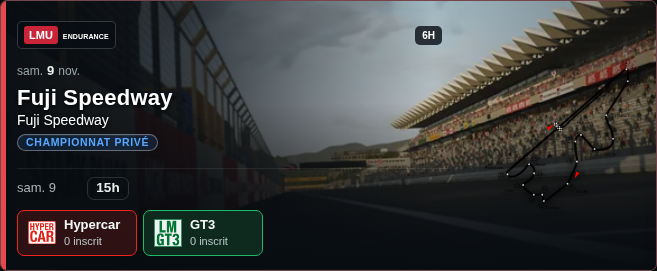 LMU ENDURANCE
6H
sam. 9 nov.
Fuji Speedway
Fuji Speedway
CHAMPIONNAT PRIVÉ
sam. 9 15h
HYPER CAR Hypercar
0 inscrit
LM GT3 GT3
0 inscrit